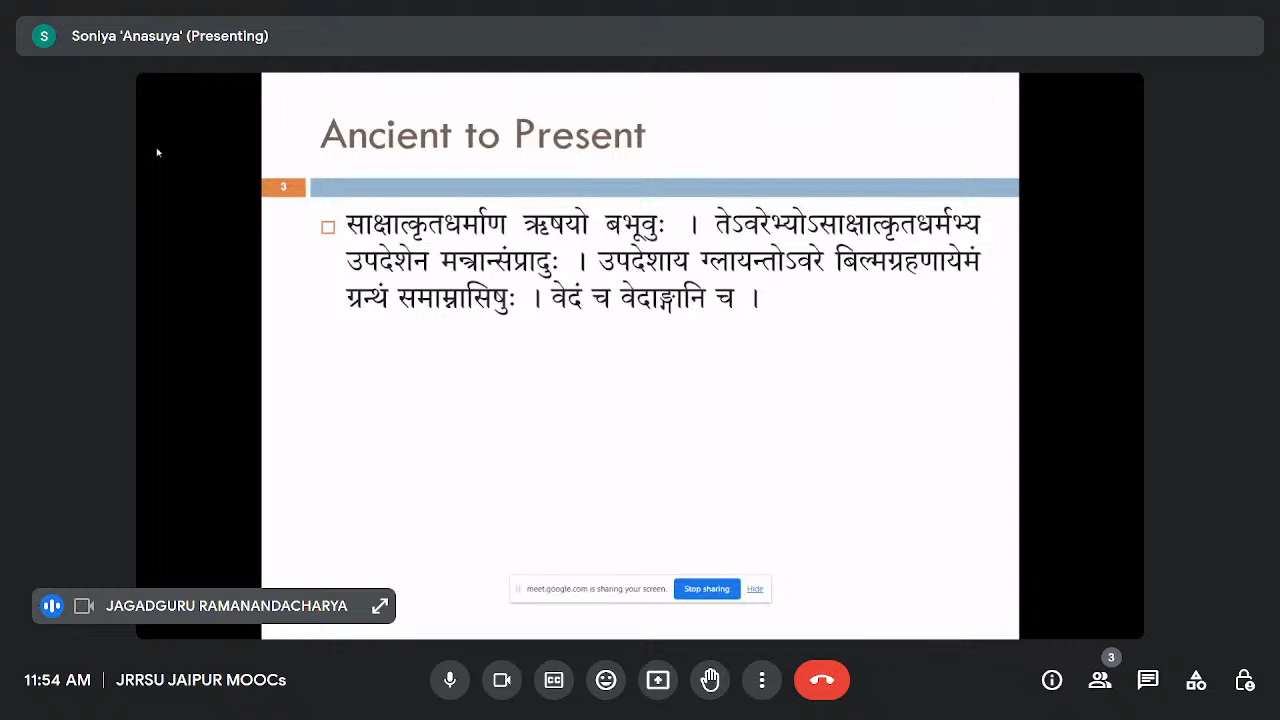 S Soniya 'Anasuya' (Presenting)
Ancient to Present
3
साक्षात्कृतधर्माण ऋषयो बभूवुः । तेऽवरेभ्योऽसाक्षात्कृतधर्मभ्य
उपदेशेन मन्त्रान्संप्रादुः । उपदेशाय ग्लायन्तोऽवरे बिल्मग्रहणायेमं
ग्रन्थं समाम्नासिषुः । वेदं च वेदाङ्गानि च ।
meet.google.com is sharing your screen. Stop sharing Hide
JAGADGURU RAMANANDACHARYA
3
11:54 AM | JRRSU JAIPUR MOOCs